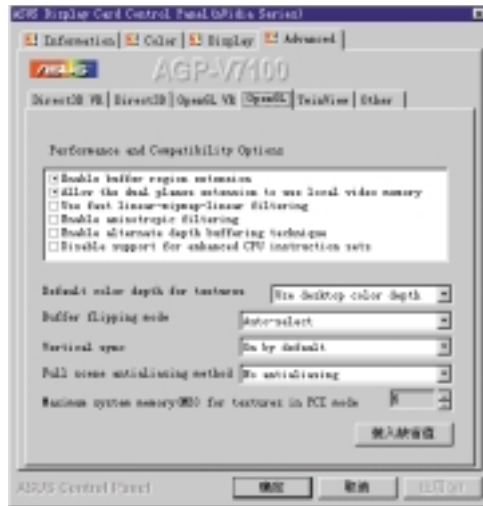 ASUS Display Card Control Panel(nVidia Series)
Information Color Display Advanced
ASUS AGP-V7100
Direct3D VR Direct3D OpenGL VR OpenGL TwinView Other
Performance and Compatibility Options
Enable buffer region extension
Allow the dual planes extension to use local video memory
Use fast linear-mipmap-linear filtering
Enable anisotropic filtering
Enable alternate depth buffering technique
Disable support for enhanced CPU instruction sets
Default color depth for textures Use desktop color depth
Buffer flipping mode Auto-select
Vertical sync On by default
Full scene antialiasing method No antialiasing
Maximum system memory(MB) for textures in PCI mode
ASUS Control Panel 確定 取消